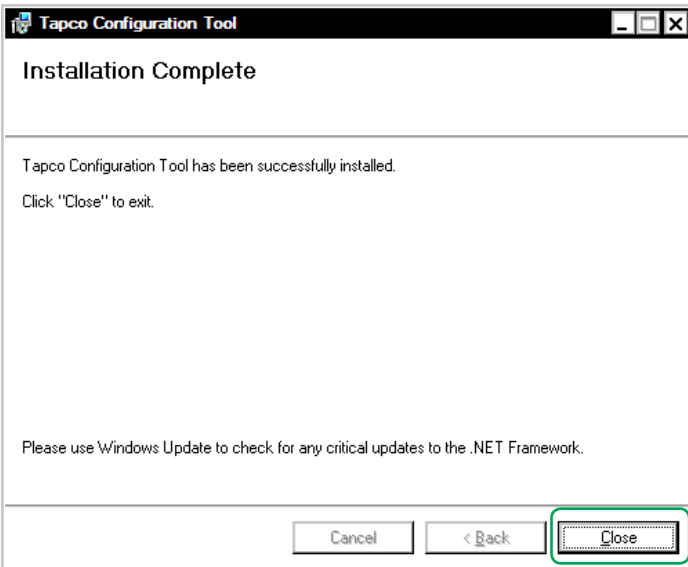 Tapco Configuration Tool
Installation Complete
Tapco Configuration Tool has been successfully installed.
Click "Close" to exit.
Please use Windows Update to check for any critical updates to the .NET Framework.
Cancel
< Back
Close